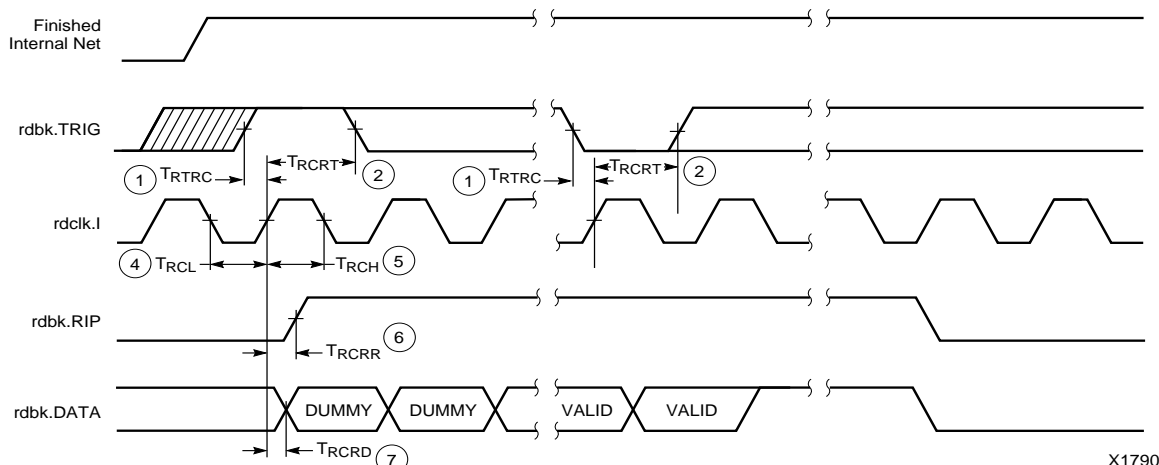 Finished
Internal Net
rdbk.TRIG
1 TRTRC
TRCRT
2
1 TRTRC
TRCRT
2
rdclk.I
4 TRCL
TRCH 5
rdbk.RIP
TRCRR 6
rdbk.DATA
DUMMY DUMMY VALID VALID
TRCRD 7
X1790